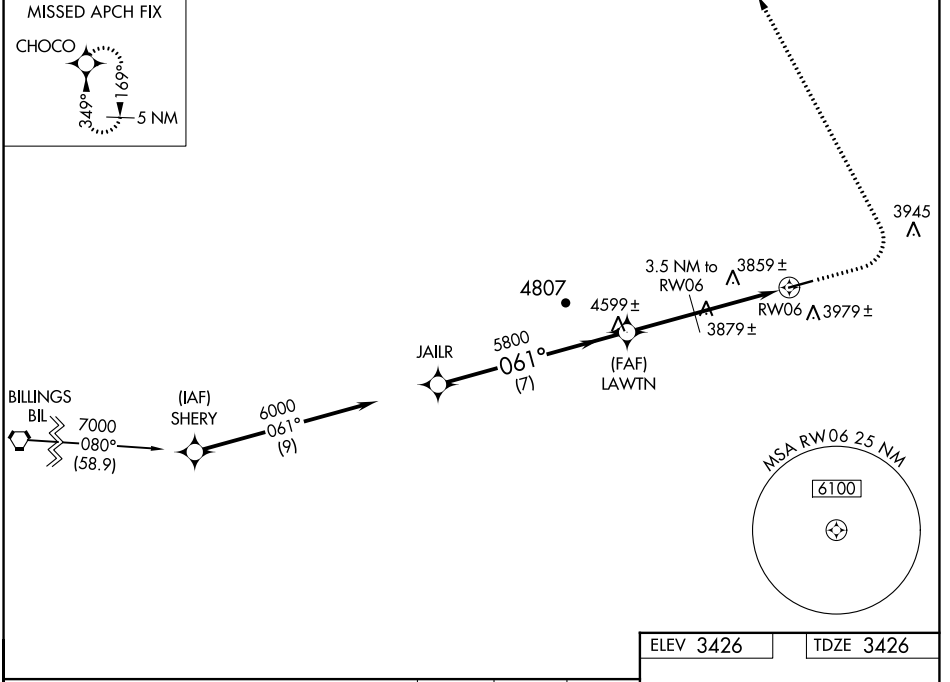 MISSED APCH FIX
CHOCO
349°
169°
5 NM
3945
3.5 NM to
RW06
3859±
4807
4599±
RW06
3979±
3879±
5800
061°
(7)
JAILR
(FAF)
LAWTN
BILLINGS
BIL
7000
080°
(58.9)
(IAF)
SHERY
6000
061°
(9)
MSA RW06 25 NM
6100
ELEV 3426
TDZE 3426